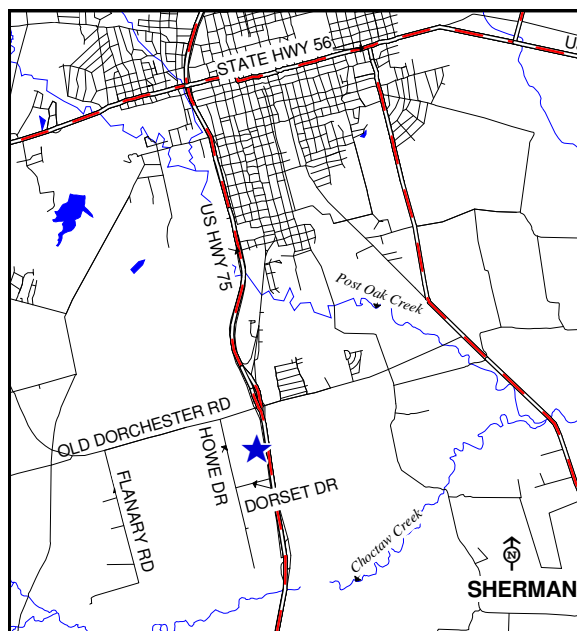 STATE HWY 56
U
US HWY 75
Post Oak Creek
OLD DORCHESTER RD
HOWE DR
FLANARY RD
DORSET DR
Choctaw Creek
N
SHERMAN